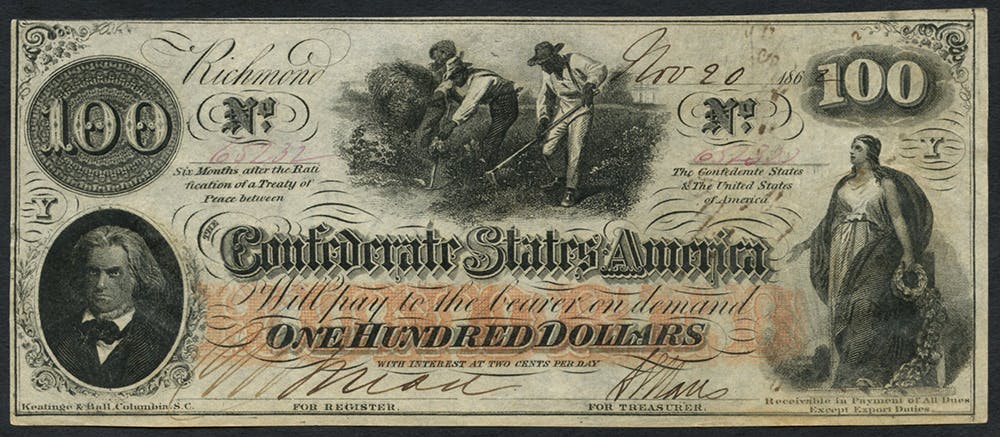 Richmond Nov 20 186
100 100
No. No.
Six Months after the Rati
fication of a Treaty of
Peace between
The Confederate States
& The United States
of America
Y Y
THE
Confederate States of America
Will pay to the bearer on demand
ONE HUNDRED DOLLARS
WITH INTEREST AT TWO CENTS PER DAY
Keatinge & Ball, Columbia, S.C.
FOR REGISTER.
FOR TREASURER.
Receivable in Payment of All Dues
Except Export Duties.